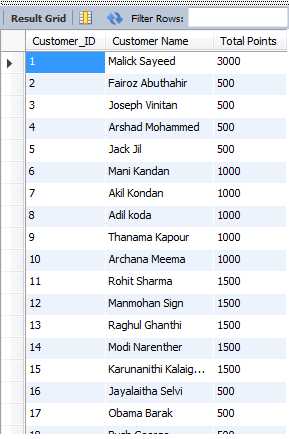 Result Grid Filter Rows:
Customer_ID Customer Name Total Points
1 Malick Sayeed 3000
2 Fairoz Abuthahir 500
3 Joseph Vinitan 500
4 Arshad Mohammed 500
5 Jack Jil 500
6 Mani Kandan 1000
7 Akil Kondan 1000
8 Adil koda 1000
9 Thanama Kapour 1000
10 Archana Meema 1000
11 Rohit Sharma 1500
12 Manmohan Sign 1500
13 Raghul Ghanthi 1500
14 Modi Narenther 1500
15 Karunanithi Kalaig... 1500
16 Jayalaitha Selvi 500
17 Obama Barak 500